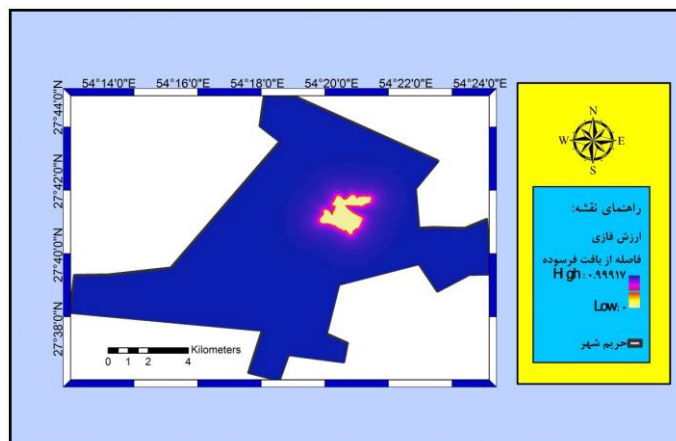 54°14'0"E 54°16'0"E 54°18'0"E 54°20'0"E 54°22'0"E 54°24'0"E
27°44'0"N
27°42'0"N
27°40'0"N
27°38'0"N
Kilometers
0 1 2 4
N
W E
S
راهنمای نقشه:
ارزش فازی
فاصله از بافت فرسوده
High : ۰.۹۹۹۱۷
Low : ۰
حریم شهر